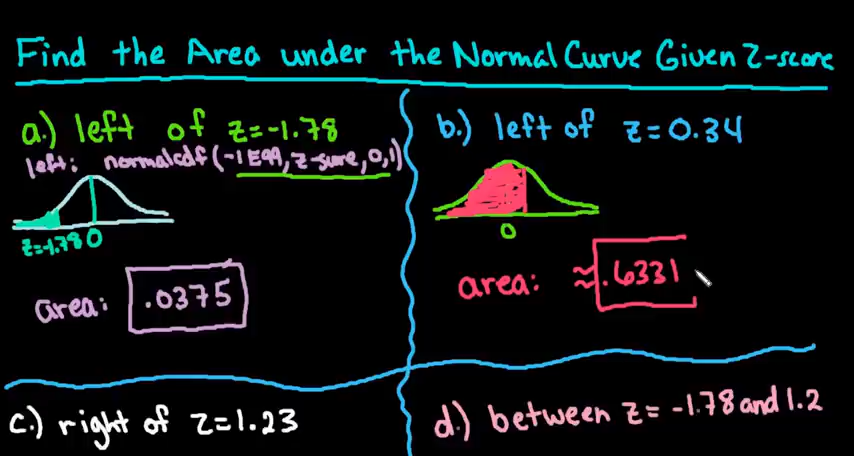 Find the Area under the Normal Curve Given Z-score
a.) left of z=-1.78
left: normalcdf(-1E99, z-sure, 0,1)
z=-1.78 0
area: .0375
b.) left of z=0.34
0
area: ≈ .6331
c.) right of z=1.23
d.) between z= -1.78 and 1.2